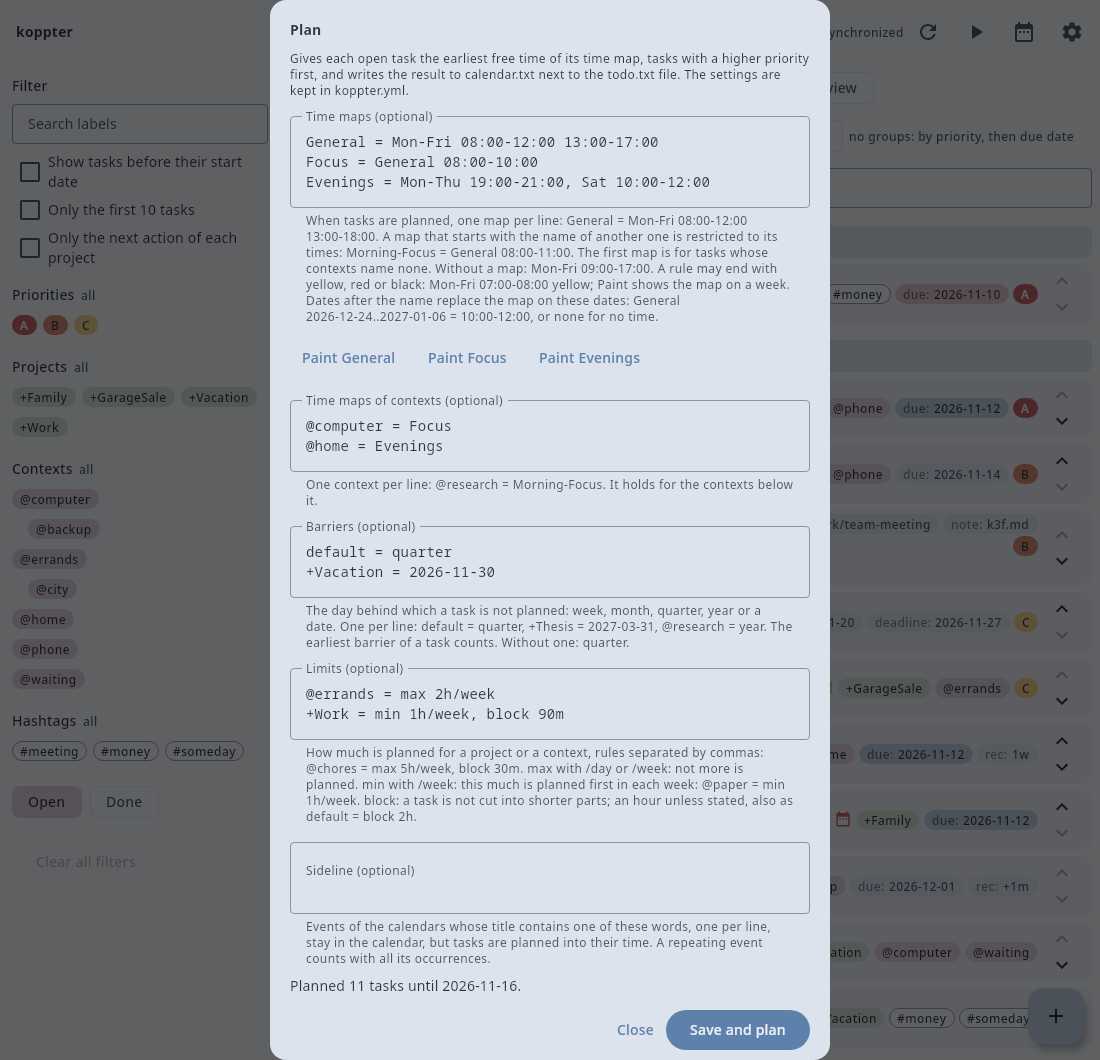 koppter
ynchronized
Filter
Search labels
Show tasks before their start
date
Only the first 10 tasks
Only the next action of each
project
Priorities all
A B C
Projects all
+Family +GarageSale +Vacation
+Work
Contexts all
@computer
@backup
@errands
@city
@home
@phone
@waiting
Hashtags all
#meeting #money #someday
Open Done
Clear all filters
Plan
Gives each open task the earliest free time of its time map, tasks with a higher priority
first, and writes the result to calendar.txt next to the todo.txt file. The settings are
kept in koppter.yml.
Time maps (optional)
General = Mon-Fri 08:00-12:00 13:00-17:00
Focus = General 08:00-10:00
Evenings = Mon-Thu 19:00-21:00, Sat 10:00-12:00
When tasks are planned, one map per line: General = Mon-Fri 08:00-12:00
13:00-18:00. A map that starts with the name of another one is restricted to its
times: Morning-Focus = General 08:00-11:00. The first map is for tasks whose
contexts name none. Without a map: Mon-Fri 09:00-17:00. A rule may end with
yellow, red or black: Mon-Fri 07:00-08:00 yellow; Paint shows the map on a week.
Dates after the name replace the map on these dates: General
2026-12-24..2027-01-06 = 10:00-12:00, or none for no time.
Paint General Paint Focus Paint Evenings
Time maps of contexts (optional)
@computer = Focus
@home = Evenings
One context per line: @research = Morning-Focus. It holds for the contexts below
it.
Barriers (optional)
default = quarter
+Vacation = 2026-11-30
The day behind which a task is not planned: week, month, quarter, year or a
date. One per line: default = quarter, +Thesis = 2027-03-31, @research = year. The
earliest barrier of a task counts. Without one: quarter.
Limits (optional)
@errands = max 2h/week
+Work = min 1h/week, block 90m
How much is planned for a project or a context, rules separated by commas:
@chores = max 5h/week, block 30m. max with /day or /week: not more is
planned. min with /week: this much is planned first in each week: @paper = min
1h/week. block: a task is not cut into shorter parts; an hour unless stated, also as
default = block 2h.
Sideline (optional)
Events of the calendars whose title contains one of these words, one per line,
stay in the calendar, but tasks are planned into their time. A repeating event
counts with all its occurrences.
Planned 11 tasks until 2026-11-16.
Close Save and plan
view
no groups: by priority, then due date
#money due: 2026-11-10 A
@phone due: 2026-11-12 A
@phone due: 2026-11-14 B
rk/team-meeting note: k3f.md
B
1-20 deadline: 2026-11-27 C
+GarageSale @errands C
me due: 2026-11-12 rec: 1w
+Family due: 2026-11-12
p due: 2026-12-01 rec: +1m
ation @computer @waiting
Vacation #money #someday
+